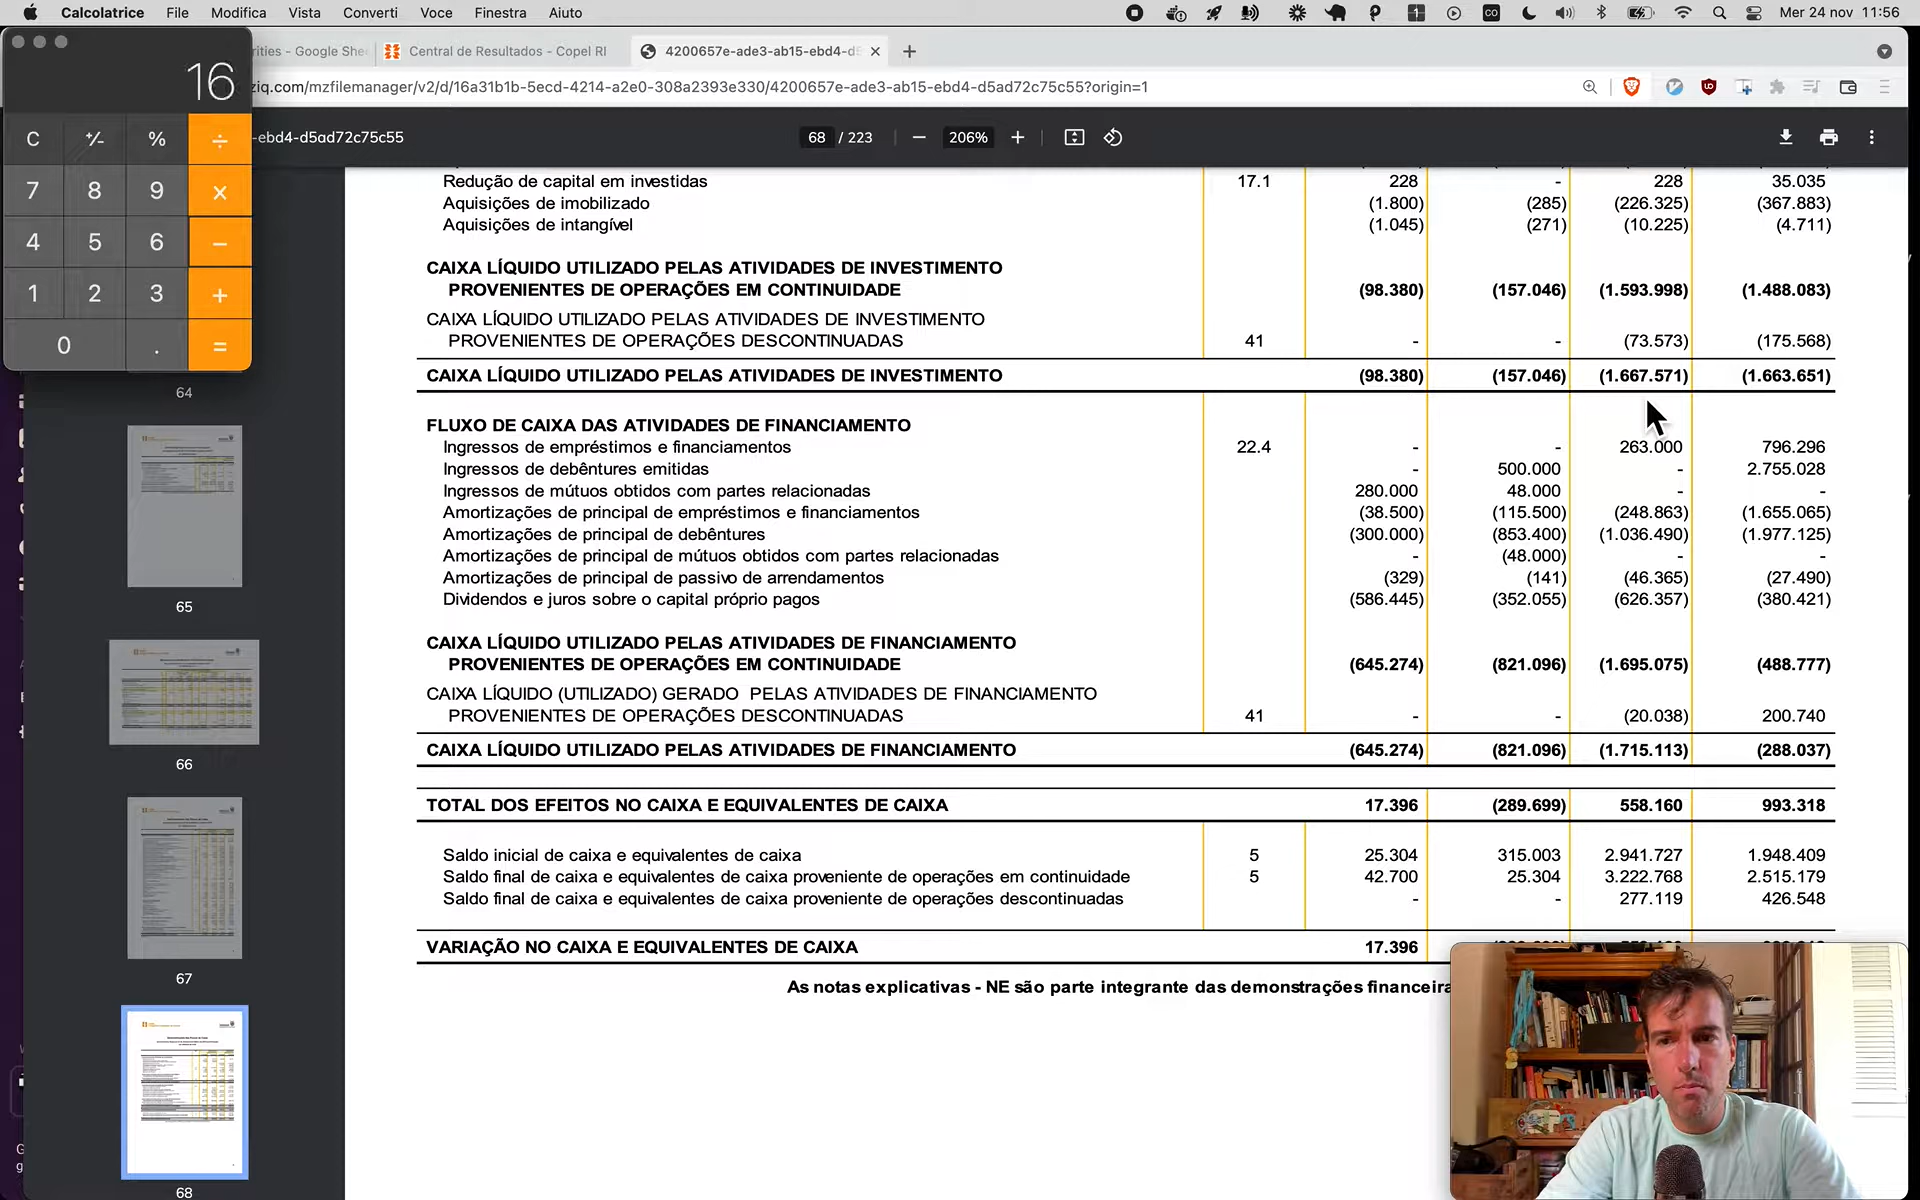 Calcolatrice File Modifica Vista Converti Voce Finestra Aiuto Mer 24 nov 11:56
rities - Google She Central de Resultados - Copel RI 4200657e-ade3-ab15-ebd4-d5
ziq.com/mzfilemanager/v2/d/16a31b1b-5ecd-4214-a2e0-308a2393e330/4200657e-ade3-ab15-ebd4-d5ad72c75c55?origin=1
16
-ebd4-d5ad72c75c55 68 / 223 − 206% +
C +⁄- % ÷
7 8 9 ×
4 5 6 −
1 2 3 +
0 . =
64
65
66
67
68
Redução de capital em investidas 17.1 228 - 228 35.035
Aquisições de imobilizado (1.800) (285) (226.325) (367.883)
Aquisições de intangível (1.045) (271) (10.225) (4.711)
CAIXA LÍQUIDO UTILIZADO PELAS ATIVIDADES DE INVESTIMENTO
PROVENIENTES DE OPERAÇÕES EM CONTINUIDADE (98.380) (157.046) (1.593.998) (1.488.083)
CAIXA LÍQUIDO UTILIZADO PELAS ATIVIDADES DE INVESTIMENTO
PROVENIENTES DE OPERAÇÕES DESCONTINUADAS 41 - - (73.573) (175.568)
CAIXA LÍQUIDO UTILIZADO PELAS ATIVIDADES DE INVESTIMENTO (98.380) (157.046) (1.667.571) (1.663.651)
FLUXO DE CAIXA DAS ATIVIDADES DE FINANCIAMENTO
Ingressos de empréstimos e financiamentos 22.4 - - 263.000 796.296
Ingressos de debêntures emitidas - 500.000 - 2.755.028
Ingressos de mútuos obtidos com partes relacionadas 280.000 48.000 - -
Amortizações de principal de empréstimos e financiamentos (38.500) (115.500) (248.863) (1.655.065)
Amortizações de principal de debêntures (300.000) (853.400) (1.036.490) (1.977.125)
Amortizações de principal de mútuos obtidos com partes relacionadas - (48.000) - -
Amortizações de principal de passivo de arrendamentos (329) (141) (46.365) (27.490)
Dividendos e juros sobre o capital próprio pagos (586.445) (352.055) (626.357) (380.421)
CAIXA LÍQUIDO UTILIZADO PELAS ATIVIDADES DE FINANCIAMENTO
PROVENIENTES DE OPERAÇÕES EM CONTINUIDADE (645.274) (821.096) (1.695.075) (488.777)
CAIXA LÍQUIDO (UTILIZADO) GERADO PELAS ATIVIDADES DE FINANCIAMENTO
PROVENIENTES DE OPERAÇÕES DESCONTINUADAS 41 - - (20.038) 200.740
CAIXA LÍQUIDO UTILIZADO PELAS ATIVIDADES DE FINANCIAMENTO (645.274) (821.096) (1.715.113) (288.037)
TOTAL DOS EFEITOS NO CAIXA E EQUIVALENTES DE CAIXA 17.396 (289.699) 558.160 993.318
Saldo inicial de caixa e equivalentes de caixa 5 25.304 315.003 2.941.727 1.948.409
Saldo final de caixa e equivalentes de caixa proveniente de operações em continuidade 5 42.700 25.304 3.222.768 2.515.179
Saldo final de caixa e equivalentes de caixa proveniente de operações descontinuadas - - 277.119 426.548
VARIAÇÃO NO CAIXA E EQUIVALENTES DE CAIXA 17.396
As notas explicativas - NE são parte integrante das demonstrações financeira